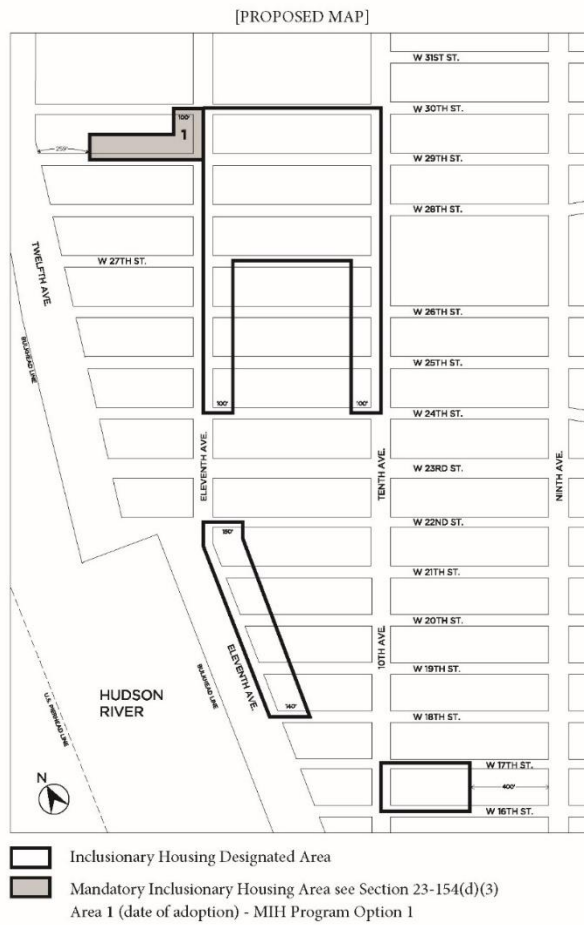 [PROPOSED MAP]
W 31ST ST.
W 30TH ST.
100'
1
259'
W 29TH ST.
W 28TH ST.
TWELFTH AVE.
W 27TH ST.
W 26TH ST.
BULKHEAD LINE
W 25TH ST.
100'
100'
W 24TH ST.
ELEVENTH AVE.
TENTH AVE.
NINTH AVE.
W 23RD ST.
W 22ND ST.
180'
W 21TH ST.
W 20TH ST.
10TH AVE.
ELEVENTH AVE.
W 19TH ST.
BULKHEAD LINE
HUDSON
RIVER
U.S. PIERHEAD LINE
140'
W 18TH ST.
W 17TH ST.
400'
W 16TH ST.
N
Inclusionary Housing Designated Area
Mandatory Inclusionary Housing Area see Section 23-154(d)(3)
Area 1 (date of adoption) - MIH Program Option 1